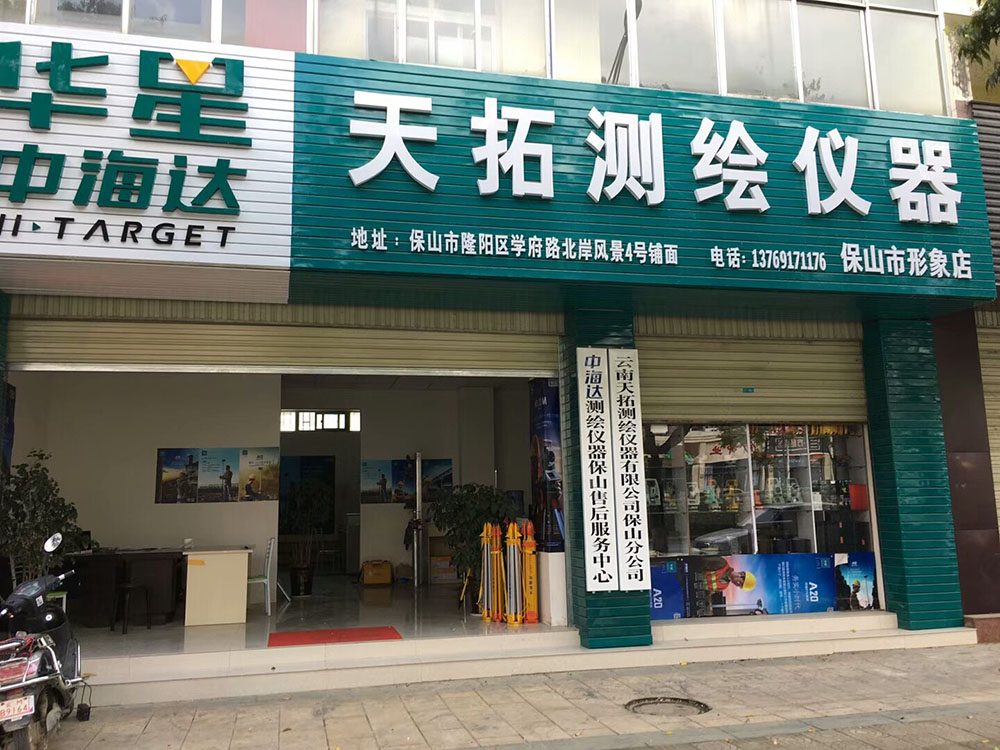 华星
中海达
HI-TARGET
天拓测绘仪器
地址：保山市隆阳区学府路北岸风景4号铺面
电话：13769171176
保山市形象店
中海达测绘仪器保山售后服务中心
云南天拓测绘仪器有限公司保山分公司
A20
A20